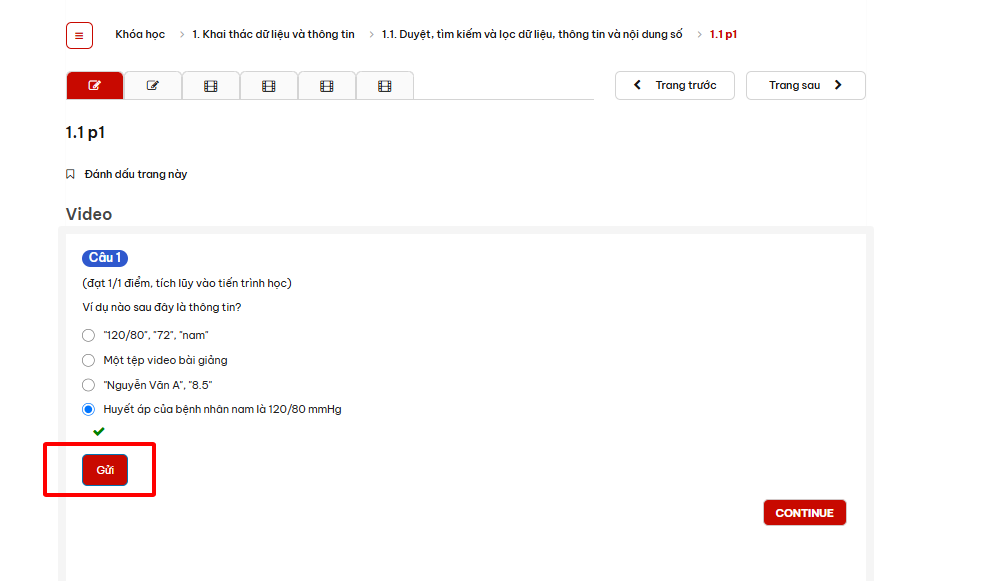 Khóa học > 1. Khai thác dữ liệu và thông tin > 1.1. Duyệt, tìm kiếm và lọc dữ liệu, thông tin và nội dung số > 1.1 p1
Trang trước
Trang sau
1.1 p1
Đánh dấu trang này
Video
Câu 1
(đạt 1/1 điểm, tích lũy vào tiến trình học)
Ví dụ nào sau đây là thông tin?
"120/80", "72", "nam"
Một tệp video bài giảng
"Nguyễn Văn A", "8.5"
Huyết áp của bệnh nhân nam là 120/80 mmHg
Gửi
CONTINUE